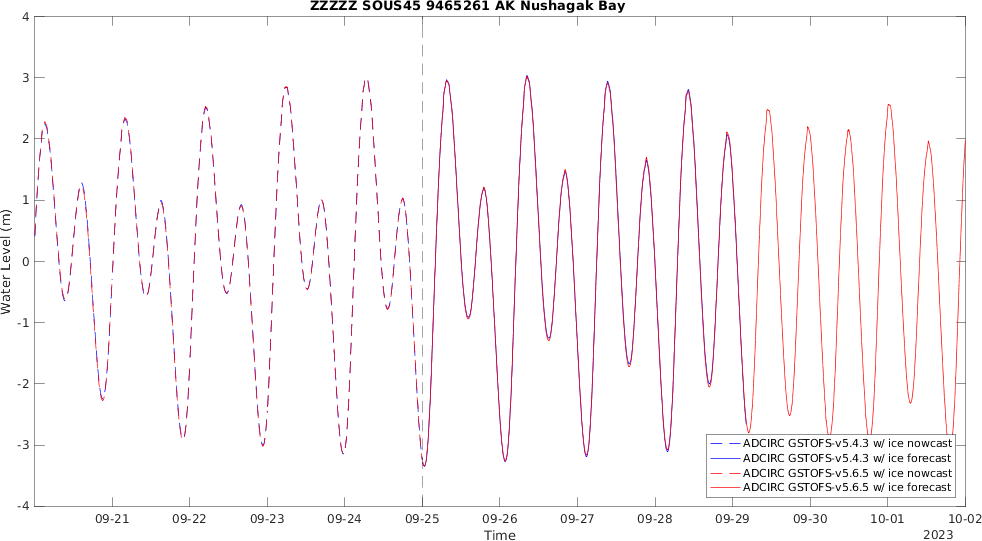 ZZZZZ SOUS45 9465261 AK Nushagak Bay
4
3
2
1
0
-1
-2
-3
-4
Water Level (m)
ADCIRC GSTOFS-v5.4.3 w/ ice nowcast
ADCIRC GSTOFS-v5.4.3 w/ ice forecast
ADCIRC GSTOFS-v5.6.5 w/ ice nowcast
ADCIRC GSTOFS-v5.6.5 w/ ice forecast
09-21 09-22 09-23 09-24 09-25 09-26 09-27 09-28 09-29 09-30 10-01 10-02
Time
2023